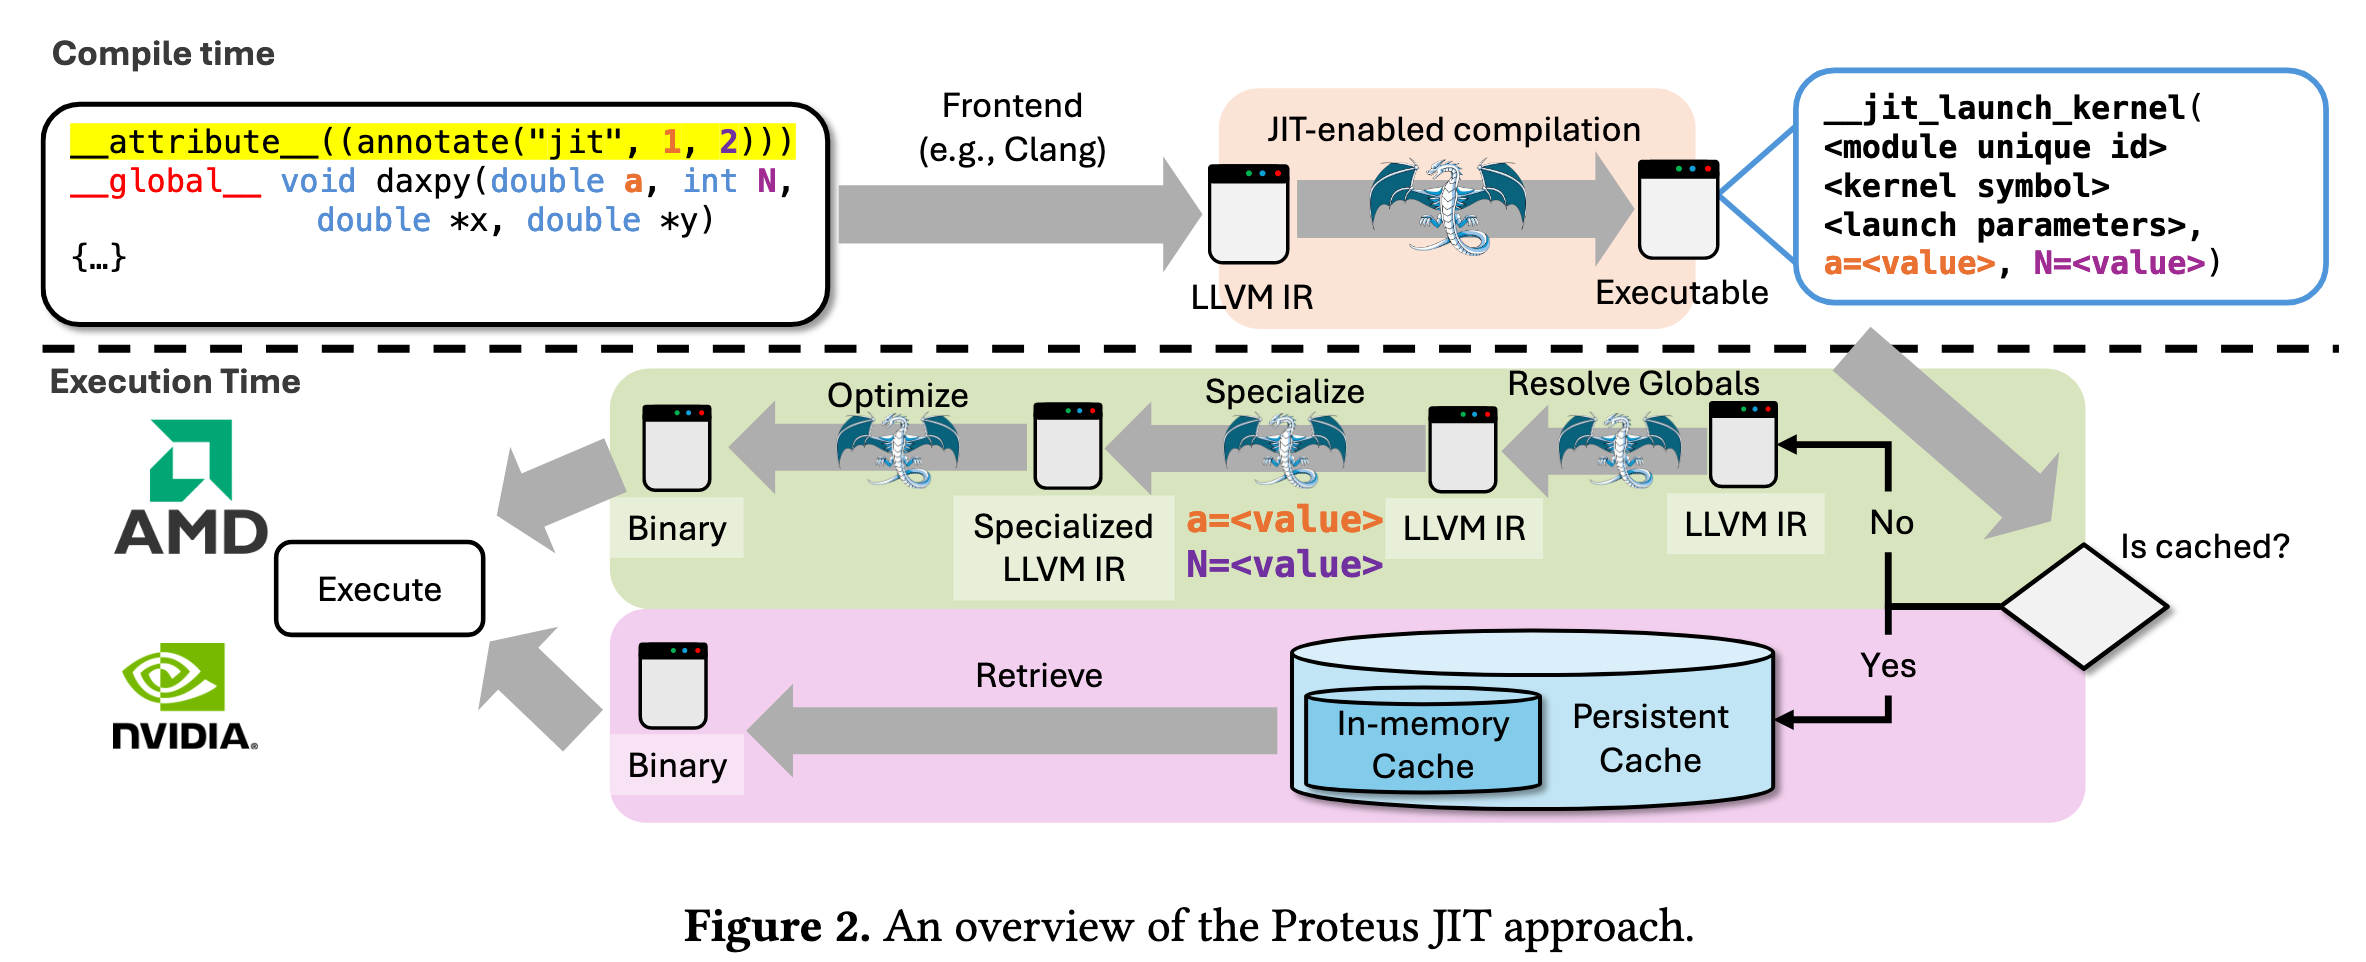 Compile time
__attribute__((annotate("jit", 1, 2)))
__global__ void daxpy(double a, int N,
double *x, double *y)
{…}
Frontend
(e.g., Clang)
JIT-enabled compilation
LLVM IR
Executable
__jit_launch_kernel(
<module unique id>
<kernel symbol>
<launch parameters>,
a=<value>, N=<value>)
Execution Time
Optimize
Specialize
Resolve Globals
Binary
Specialized
LLVM IR
a=<value>
N=<value>
LLVM IR
LLVM IR
No
Is cached?
Yes
AMD
Execute
NVIDIA®
Binary
Retrieve
In-memory
Cache
Persistent
Cache
Figure 2. An overview of the Proteus JIT approach.